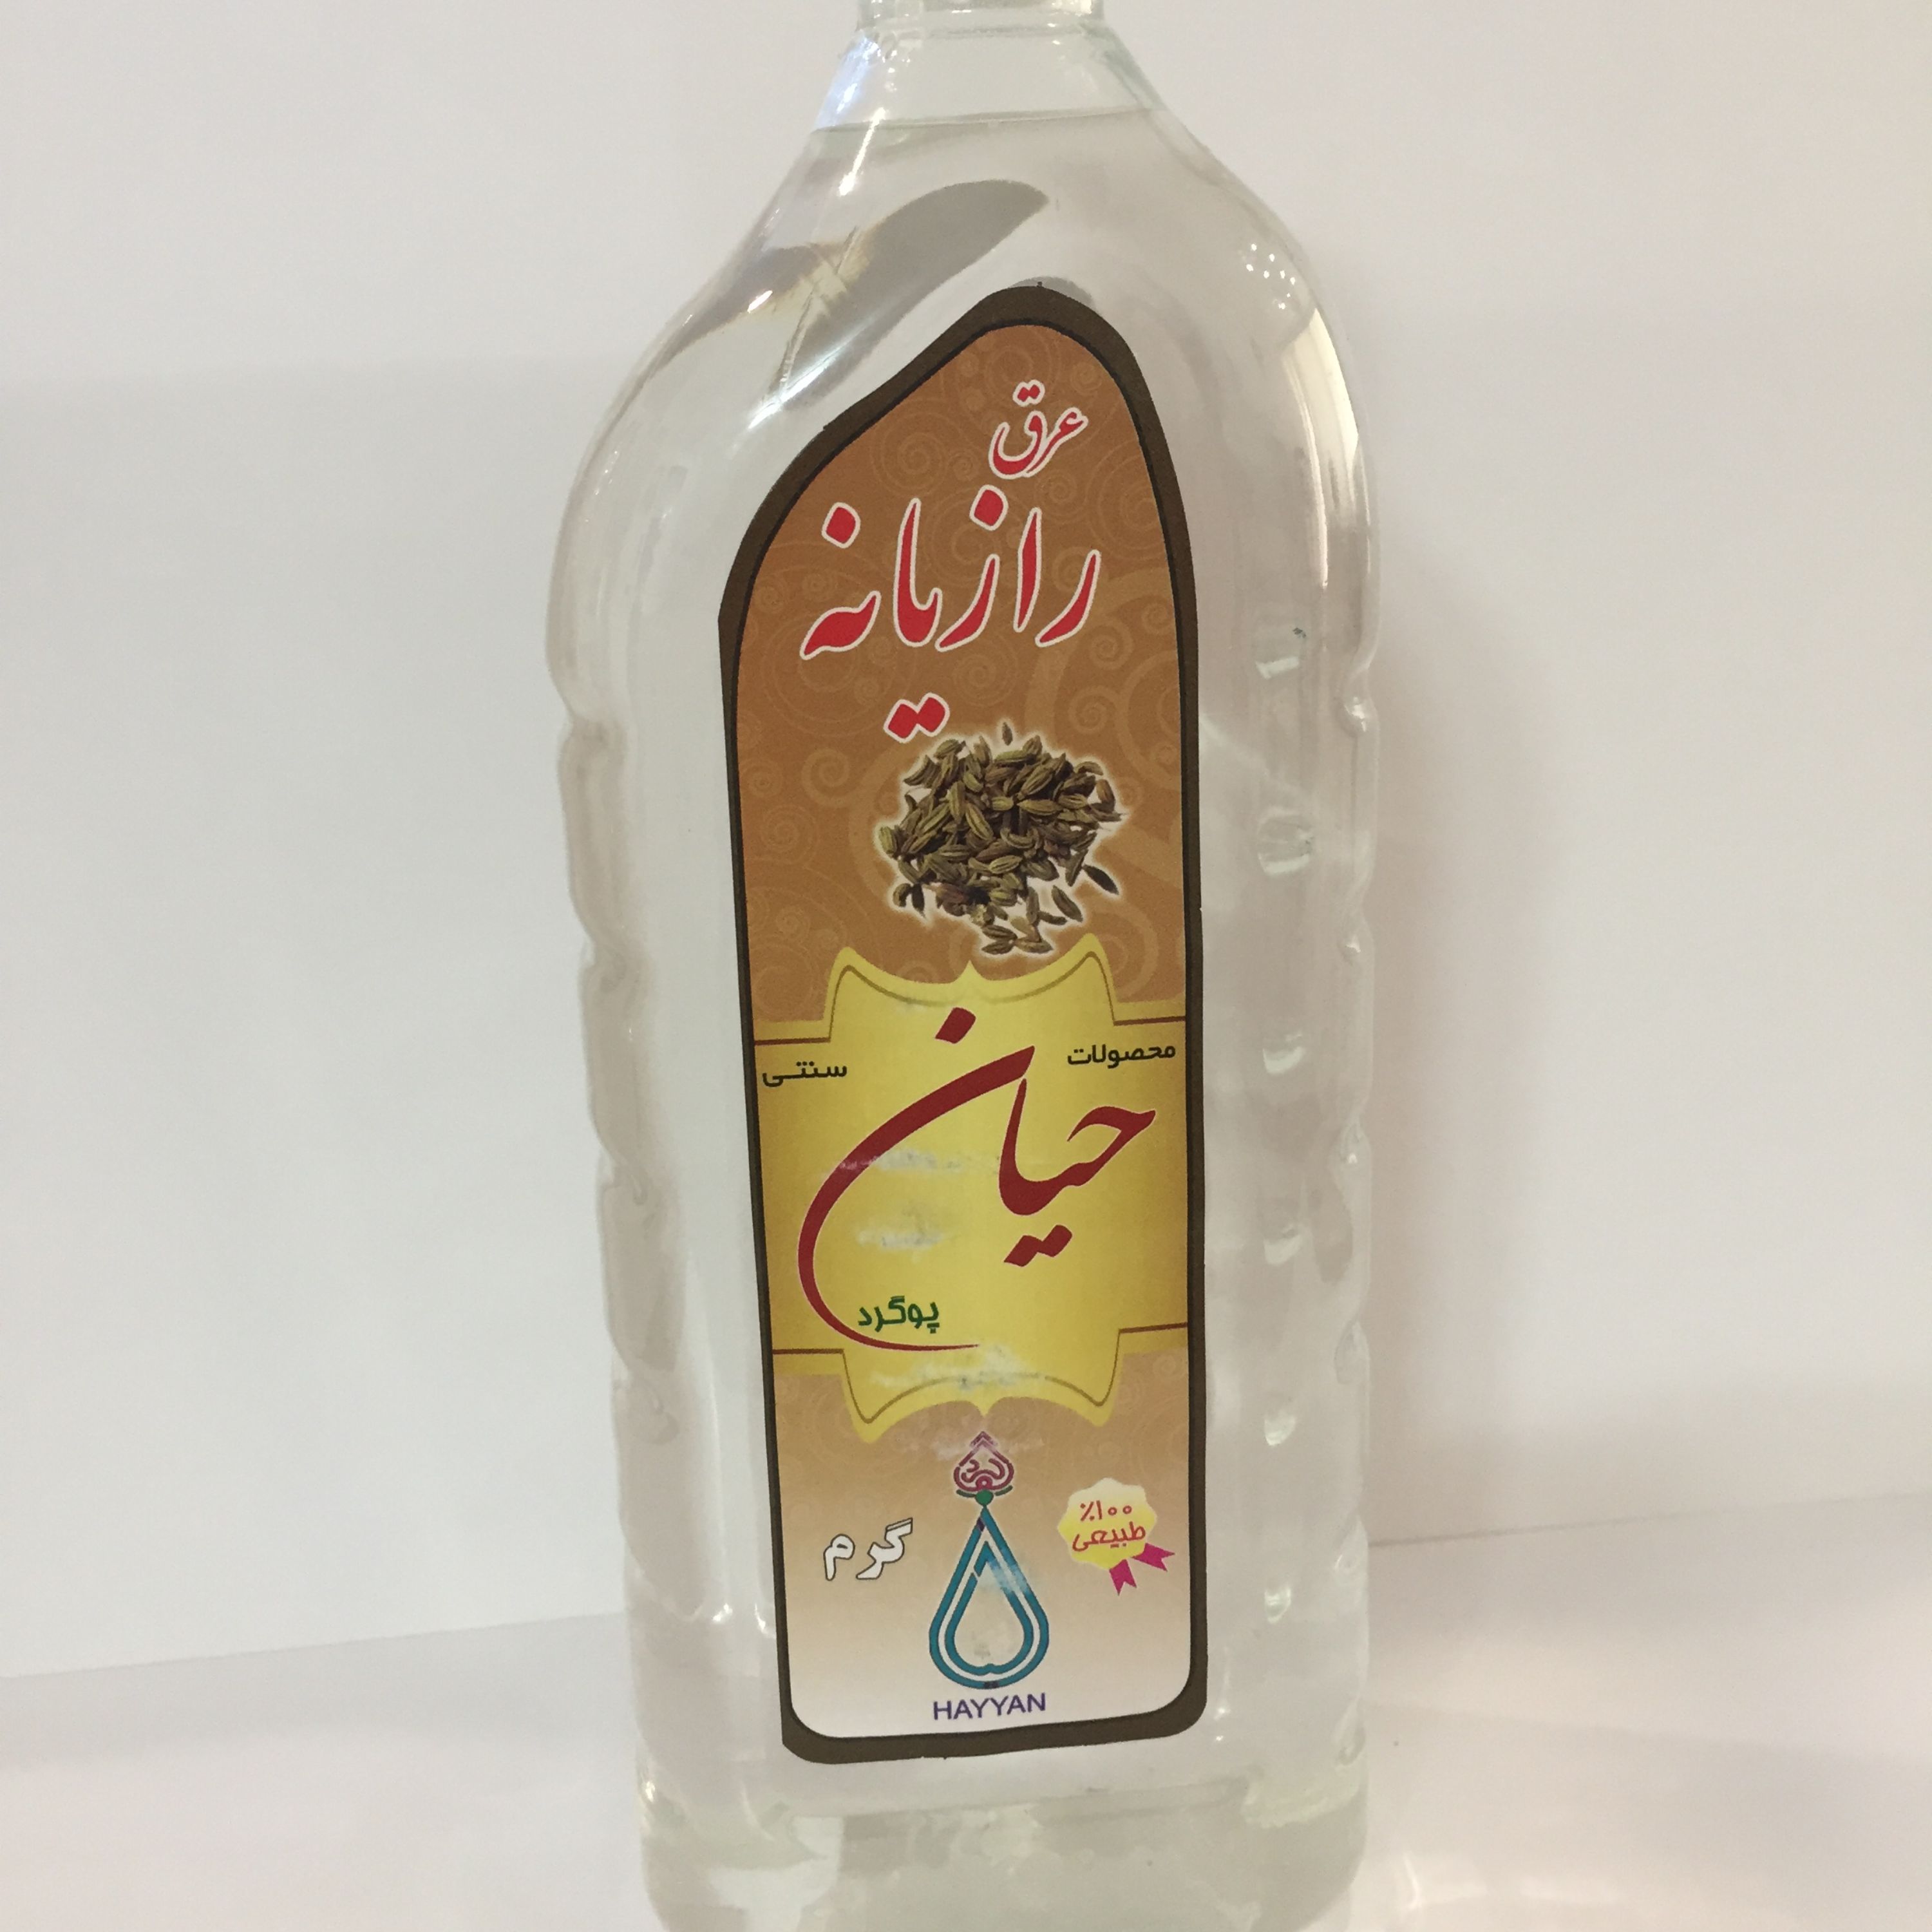 عرق
رازیانه
محصولات
حیان
سنتی
پوگرد
٪۱۰۰
طبیعی
گرم
HAYYAN